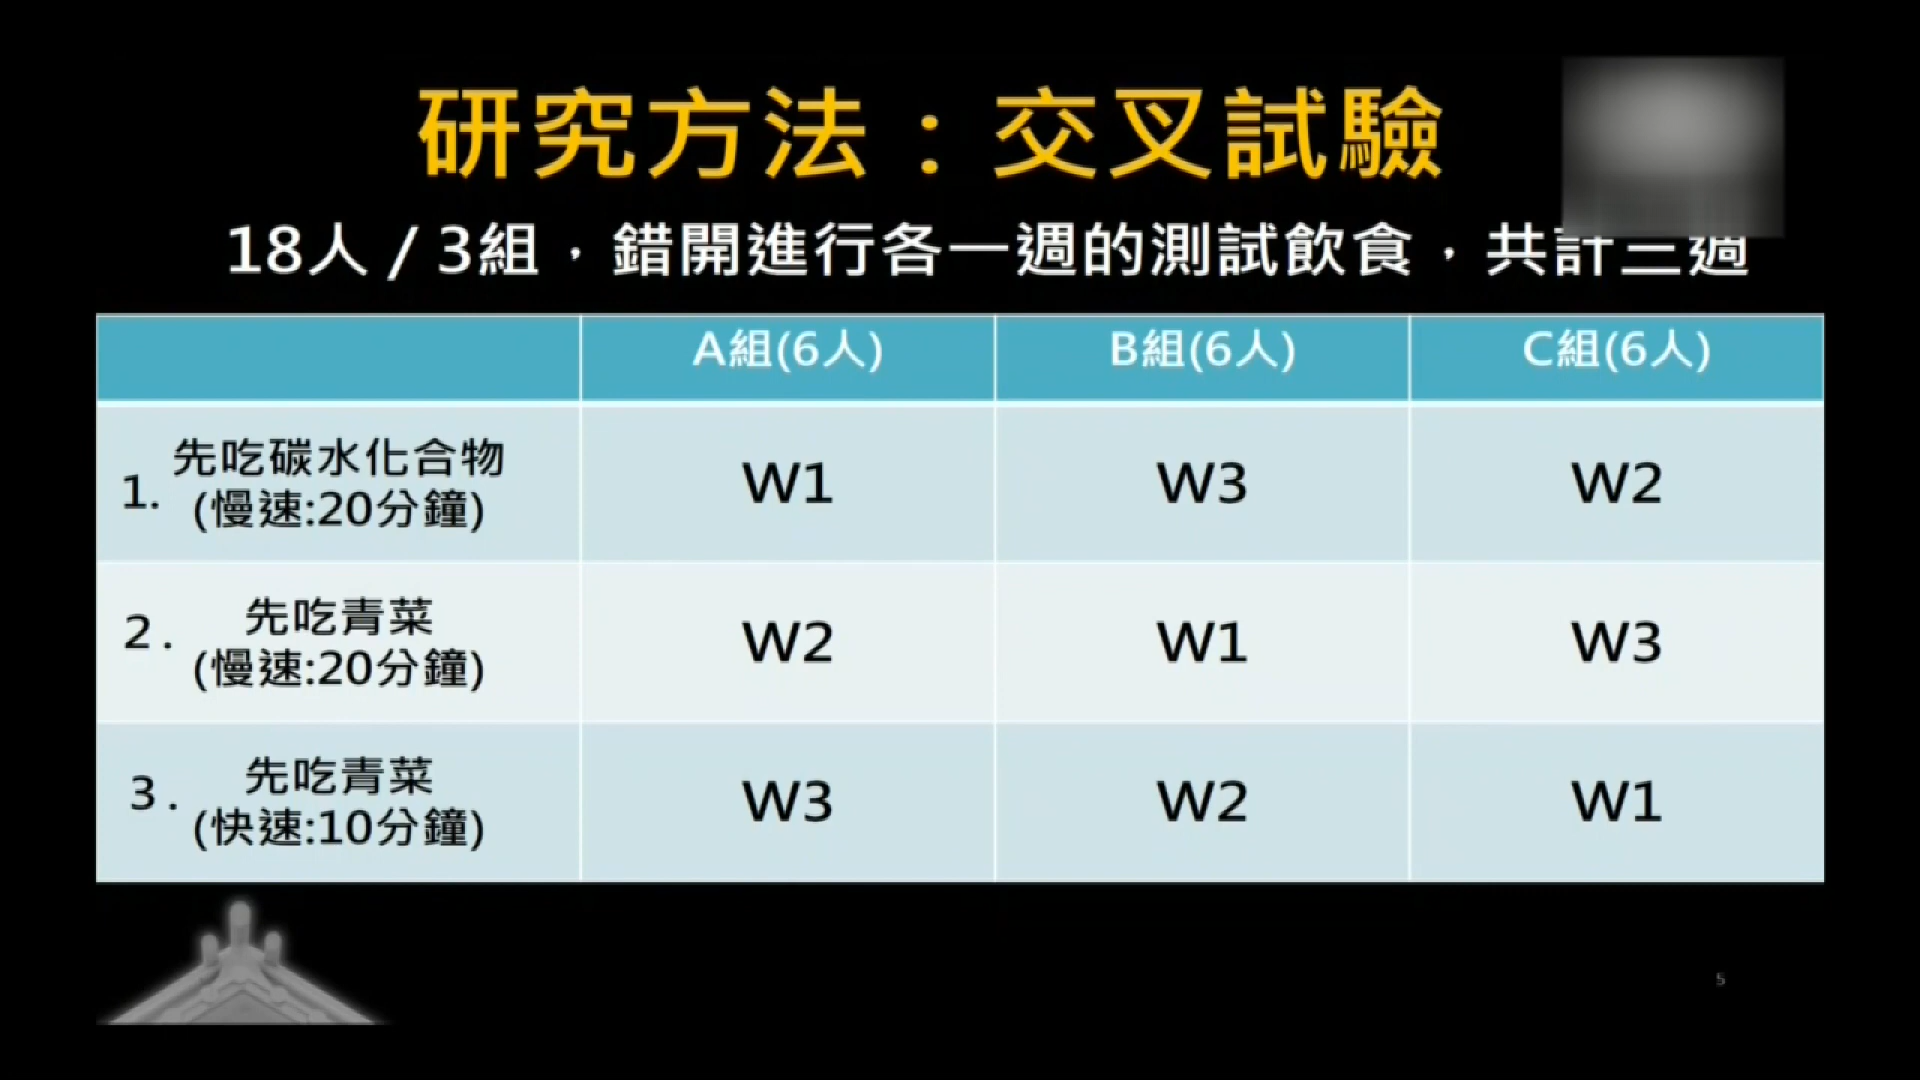 研究方法：交叉試驗
18人 / 3組，錯開進行各一週的測試飲食，共計三週
A組(6人) B組(6人) C組(6人)
1. 先吃碳水化合物
(慢速:20分鐘) W1 W3 W2
2. 先吃青菜
(慢速:20分鐘) W2 W1 W3
3. 先吃青菜
(快速:10分鐘) W3 W2 W1
5